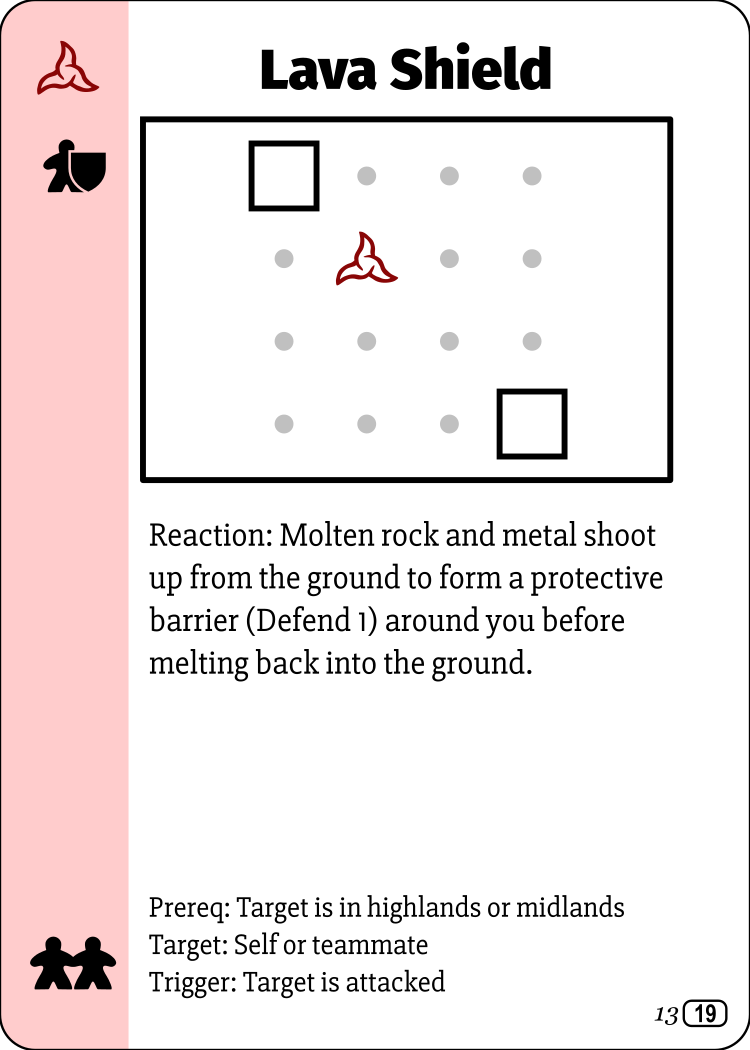 Lava Shield
Reaction: Molten rock and metal shoot
up from the ground to form a protective
barrier (Defend 1) around you before
melting back into the ground.
Prereq: Target is in highlands or midlands
Target: Self or teammate
Trigger: Target is attacked
13 19